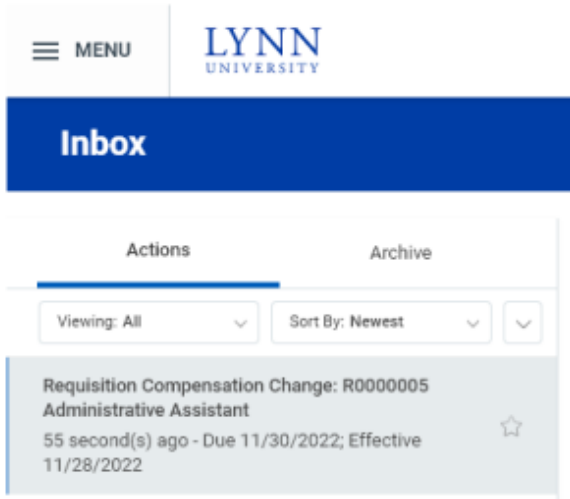 MENU
LYNN
UNIVERSITY
Inbox
Actions Archive
Viewing: All Sort By: Newest
Requisition Compensation Change: R0000005
Administrative Assistant
55 second(s) ago - Due 11/30/2022; Effective
11/28/2022